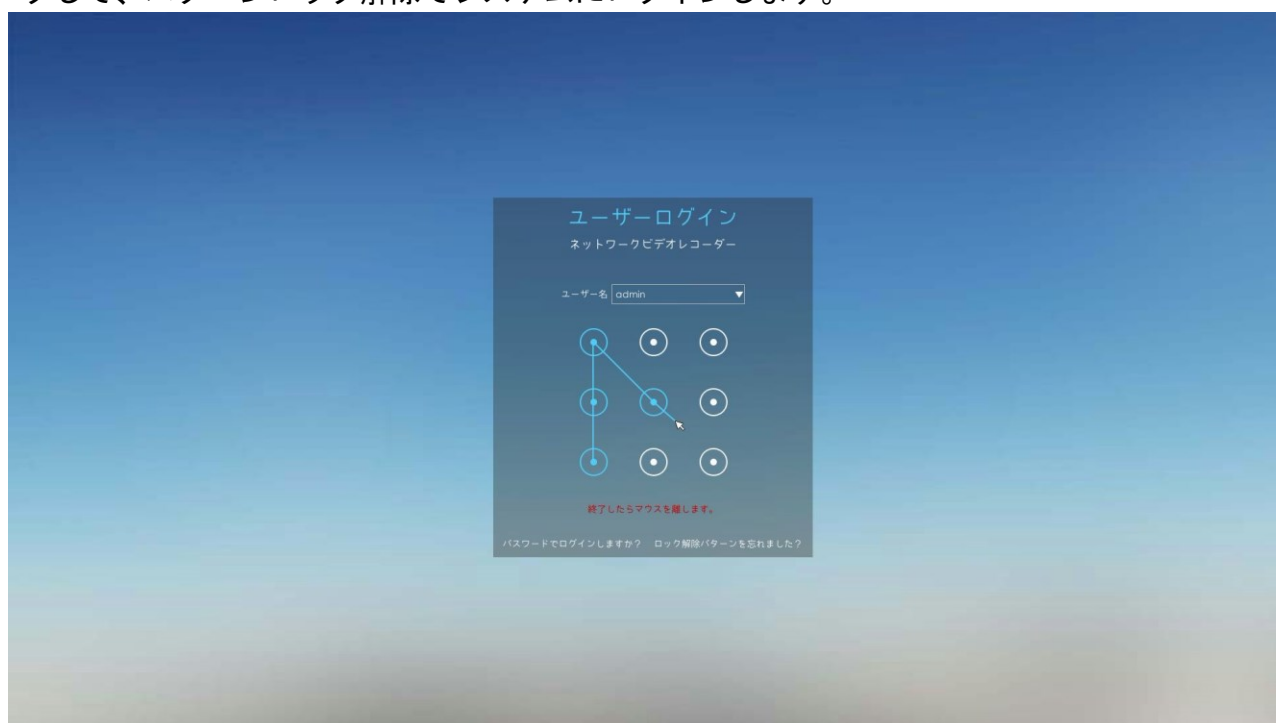 ユーザーログイン
ネットワークビデオレコーダー
ユーザー名 admin
終了したらマウスを離します。
パスワードでログインしますか? ロック解除パターンを忘れました?